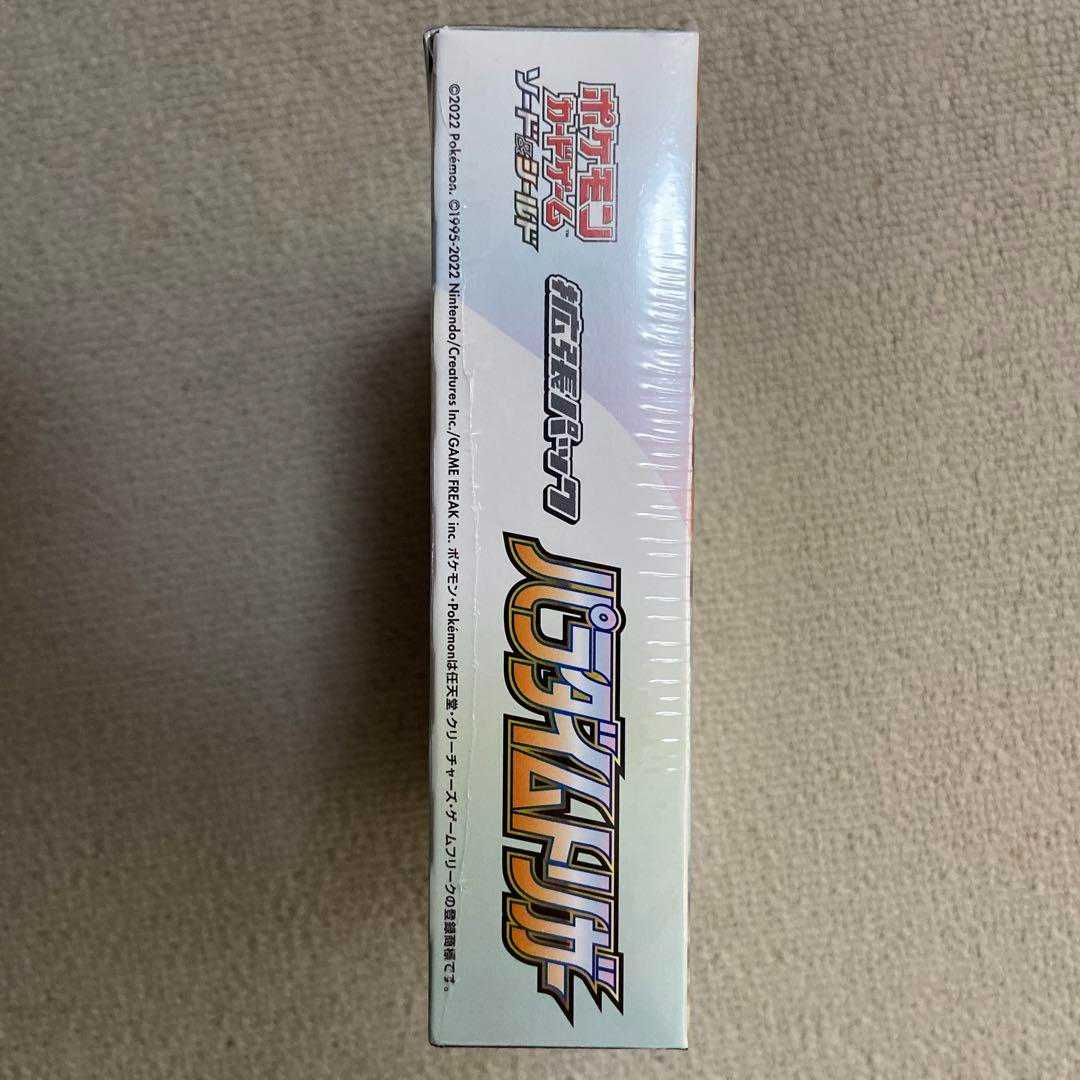 ポケモン
カードゲーム™
ソード&シールド
拡張パック
パラダイムトリガー
©2022 Pokémon. ©1995-2022 Nintendo/Creatures Inc./GAME FREAK inc. ポケモン・Pokémonは任天堂・クリーチャーズ・ゲームフリークの登録商標です。